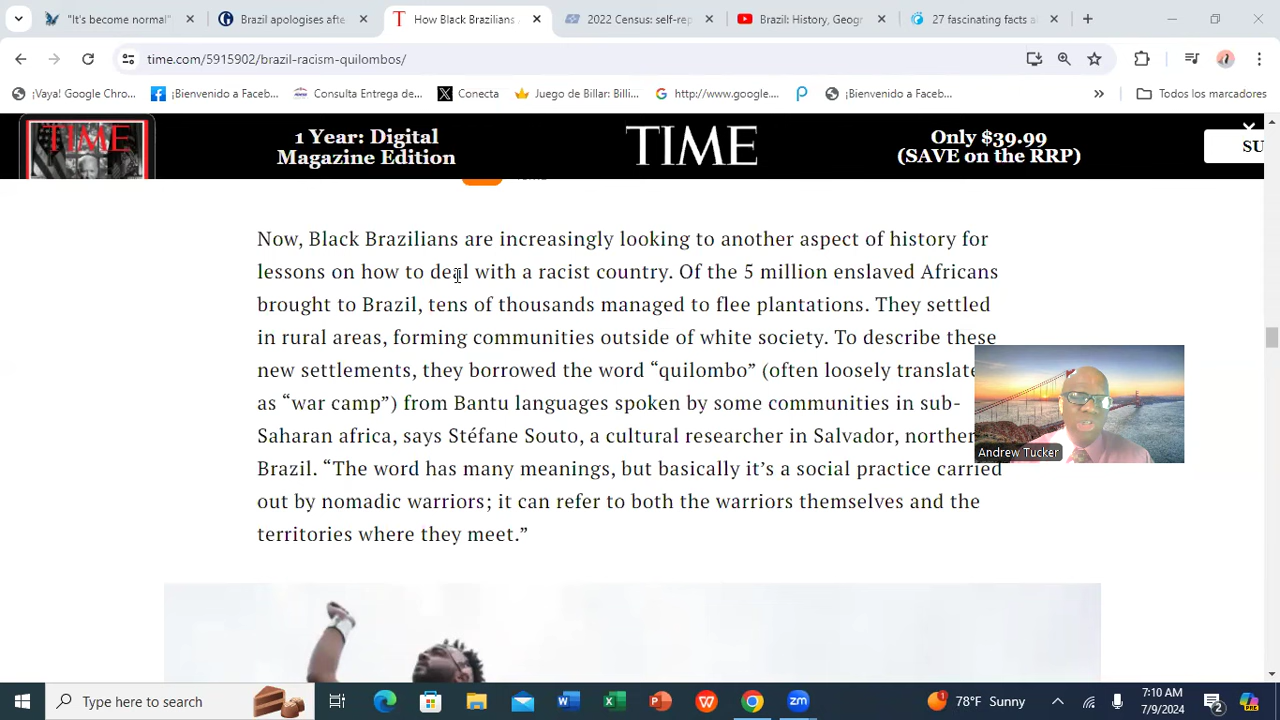 "It's become normal"
Brazil apologises afte
How Black Brazilians
2022 Census: self-rep
Brazil: History, Geogr
27 fascinating facts a
time.com/5915902/brazil-racism-quilombos/
¡Vaya! Google Chro...
¡Bienvenido a Faceb...
Consulta Entrega de...
Conecta
Juego de Billar: Billi...
http://www.google....
¡Bienvenido a Faceb...
»
Todos los marcadores
TIME
1 Year: Digital
Magazine Edition
TIME
Only $39.99
(SAVE on the RRP)
SU
Now, Black Brazilians are increasingly looking to another aspect of history for
lessons on how to deal with a racist country. Of the 5 million enslaved Africans
brought to Brazil, tens of thousands managed to flee plantations. They settled
in rural areas, forming communities outside of white society. To describe these
new settlements, they borrowed the word “quilombo” (often loosely translate
as “war camp”) from Bantu languages spoken by some communities in sub-
Saharan africa, says Stéfane Souto, a cultural researcher in Salvador, northern
Brazil. “The word has many meanings, but basically it’s a social practice carried
out by nomadic warriors; it can refer to both the warriors themselves and the
territories where they meet.”
Andrew Tucker
Type here to search
1
78°F Sunny
7:10 AM
7/9/2024
2